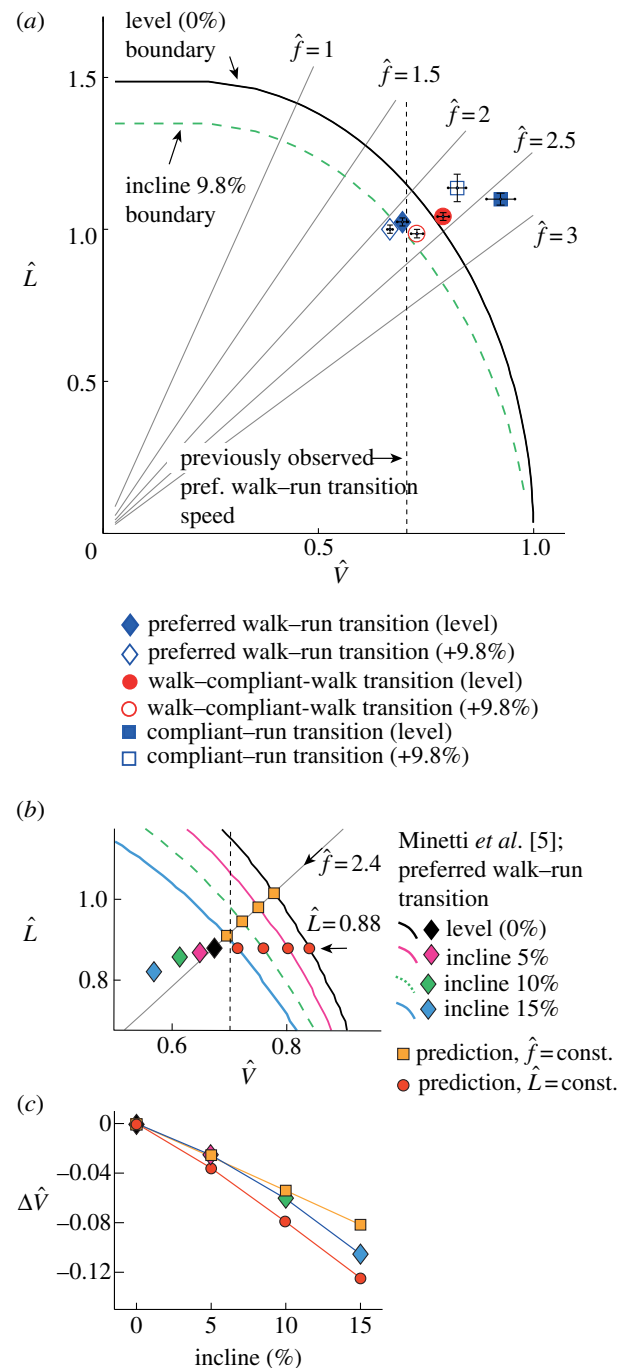 (a)
level (0%)
boundary
f̂=1
f̂=1.5
f̂=2
f̂=2.5
f̂=3
1.5
incline 9.8%
boundary
1.0
L̂
0.5
previously observed
pref. walk–run transition
speed
0
0.5
1.0
V̂
preferred walk–run transition (level)
preferred walk–run transition (+9.8%)
walk–compliant-walk transition (level)
walk–compliant-walk transition (+9.8%)
compliant–run transition (level)
compliant–run transition (+9.8%)
(b)
L̂
1.0
0.8
f̂=2.4
L̂=0.88
0.6
0.8
V̂
Minetti et al. [5];
preferred walk–run
transition
level (0%)
incline 5%
incline 10%
incline 15%
prediction, f̂=const.
prediction, L̂=const.
(c)
0
−0.04
ΔV̂
−0.08
−0.12
0
5
10
15
incline (%)